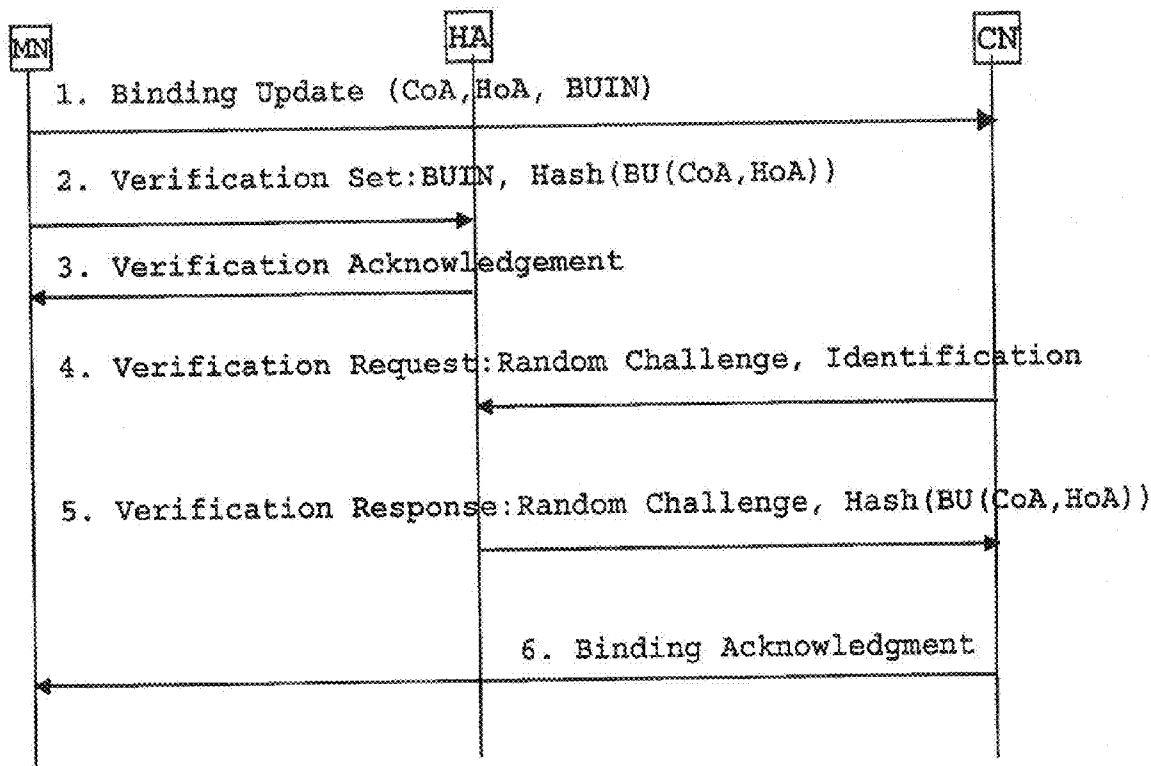 MN HA CN
1. Binding Update (CoA,HoA, BUIN)
2. Verification Set:BUIN, Hash(BU(CoA,HoA))
3. Verification Acknowledgement
4. Verification Request:Random Challenge, Identification
5. Verification Response:Random Challenge, Hash(BU(CoA,HoA))
6. Binding Acknowledgment